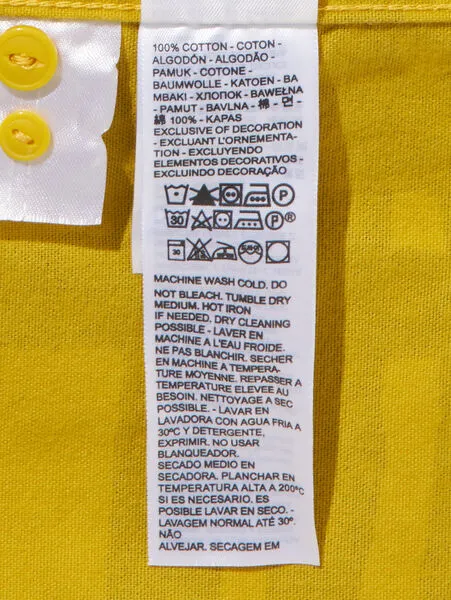 100% COTTON - COTON -
ALGODÓN - ALGODÃO -
PAMUK - COTONE -
BAUMWOLLE - KATOEN - BA
MBAKI - ХЛОПОК - BAWEŁNA
- PAMUT - BAVLNA - 棉 - 면 -
綿 100% - KAPAS
EXCLUSIVE OF DECORATION
- EXCLUANT L'ORNEMENTA-
TION - EXCLUYENDO
ELEMENTOS DECORATIVOS -
EXCLUINDO DECORAÇÃO
P
30 P ®
30
MACHINE WASH COLD, DO
NOT BLEACH. TUMBLE DRY
MEDIUM. HOT IRON
IF NEEDED. DRY CLEANING
POSSIBLE - LAVER EN
MACHINE A L'EAU FROIDE.
NE PAS BLANCHIR. SECHER
EN MACHINE A TEMPERA-
TURE MOYENNE. REPASSER A
TEMPERATURE ELEVEE AU
BESOIN. NETTOYAGE A SEC
POSSIBLE. - LAVAR EN
LAVADORA CON AGUA FRIA A
30ºC Y DETERGENTE,
EXPRIMIR. NO USAR
BLANQUEADOR.
SECADO MEDIO EN
SECADORA. PLANCHAR EN
TEMPERATURA ALTA A 200ºC
SI ES NECESARIO. ES
POSIBLE LAVAR EN SECO. -
LAVAGEM NORMAL ATÉ 30º.
NÃO
ALVEJAR. SECAGEM EM